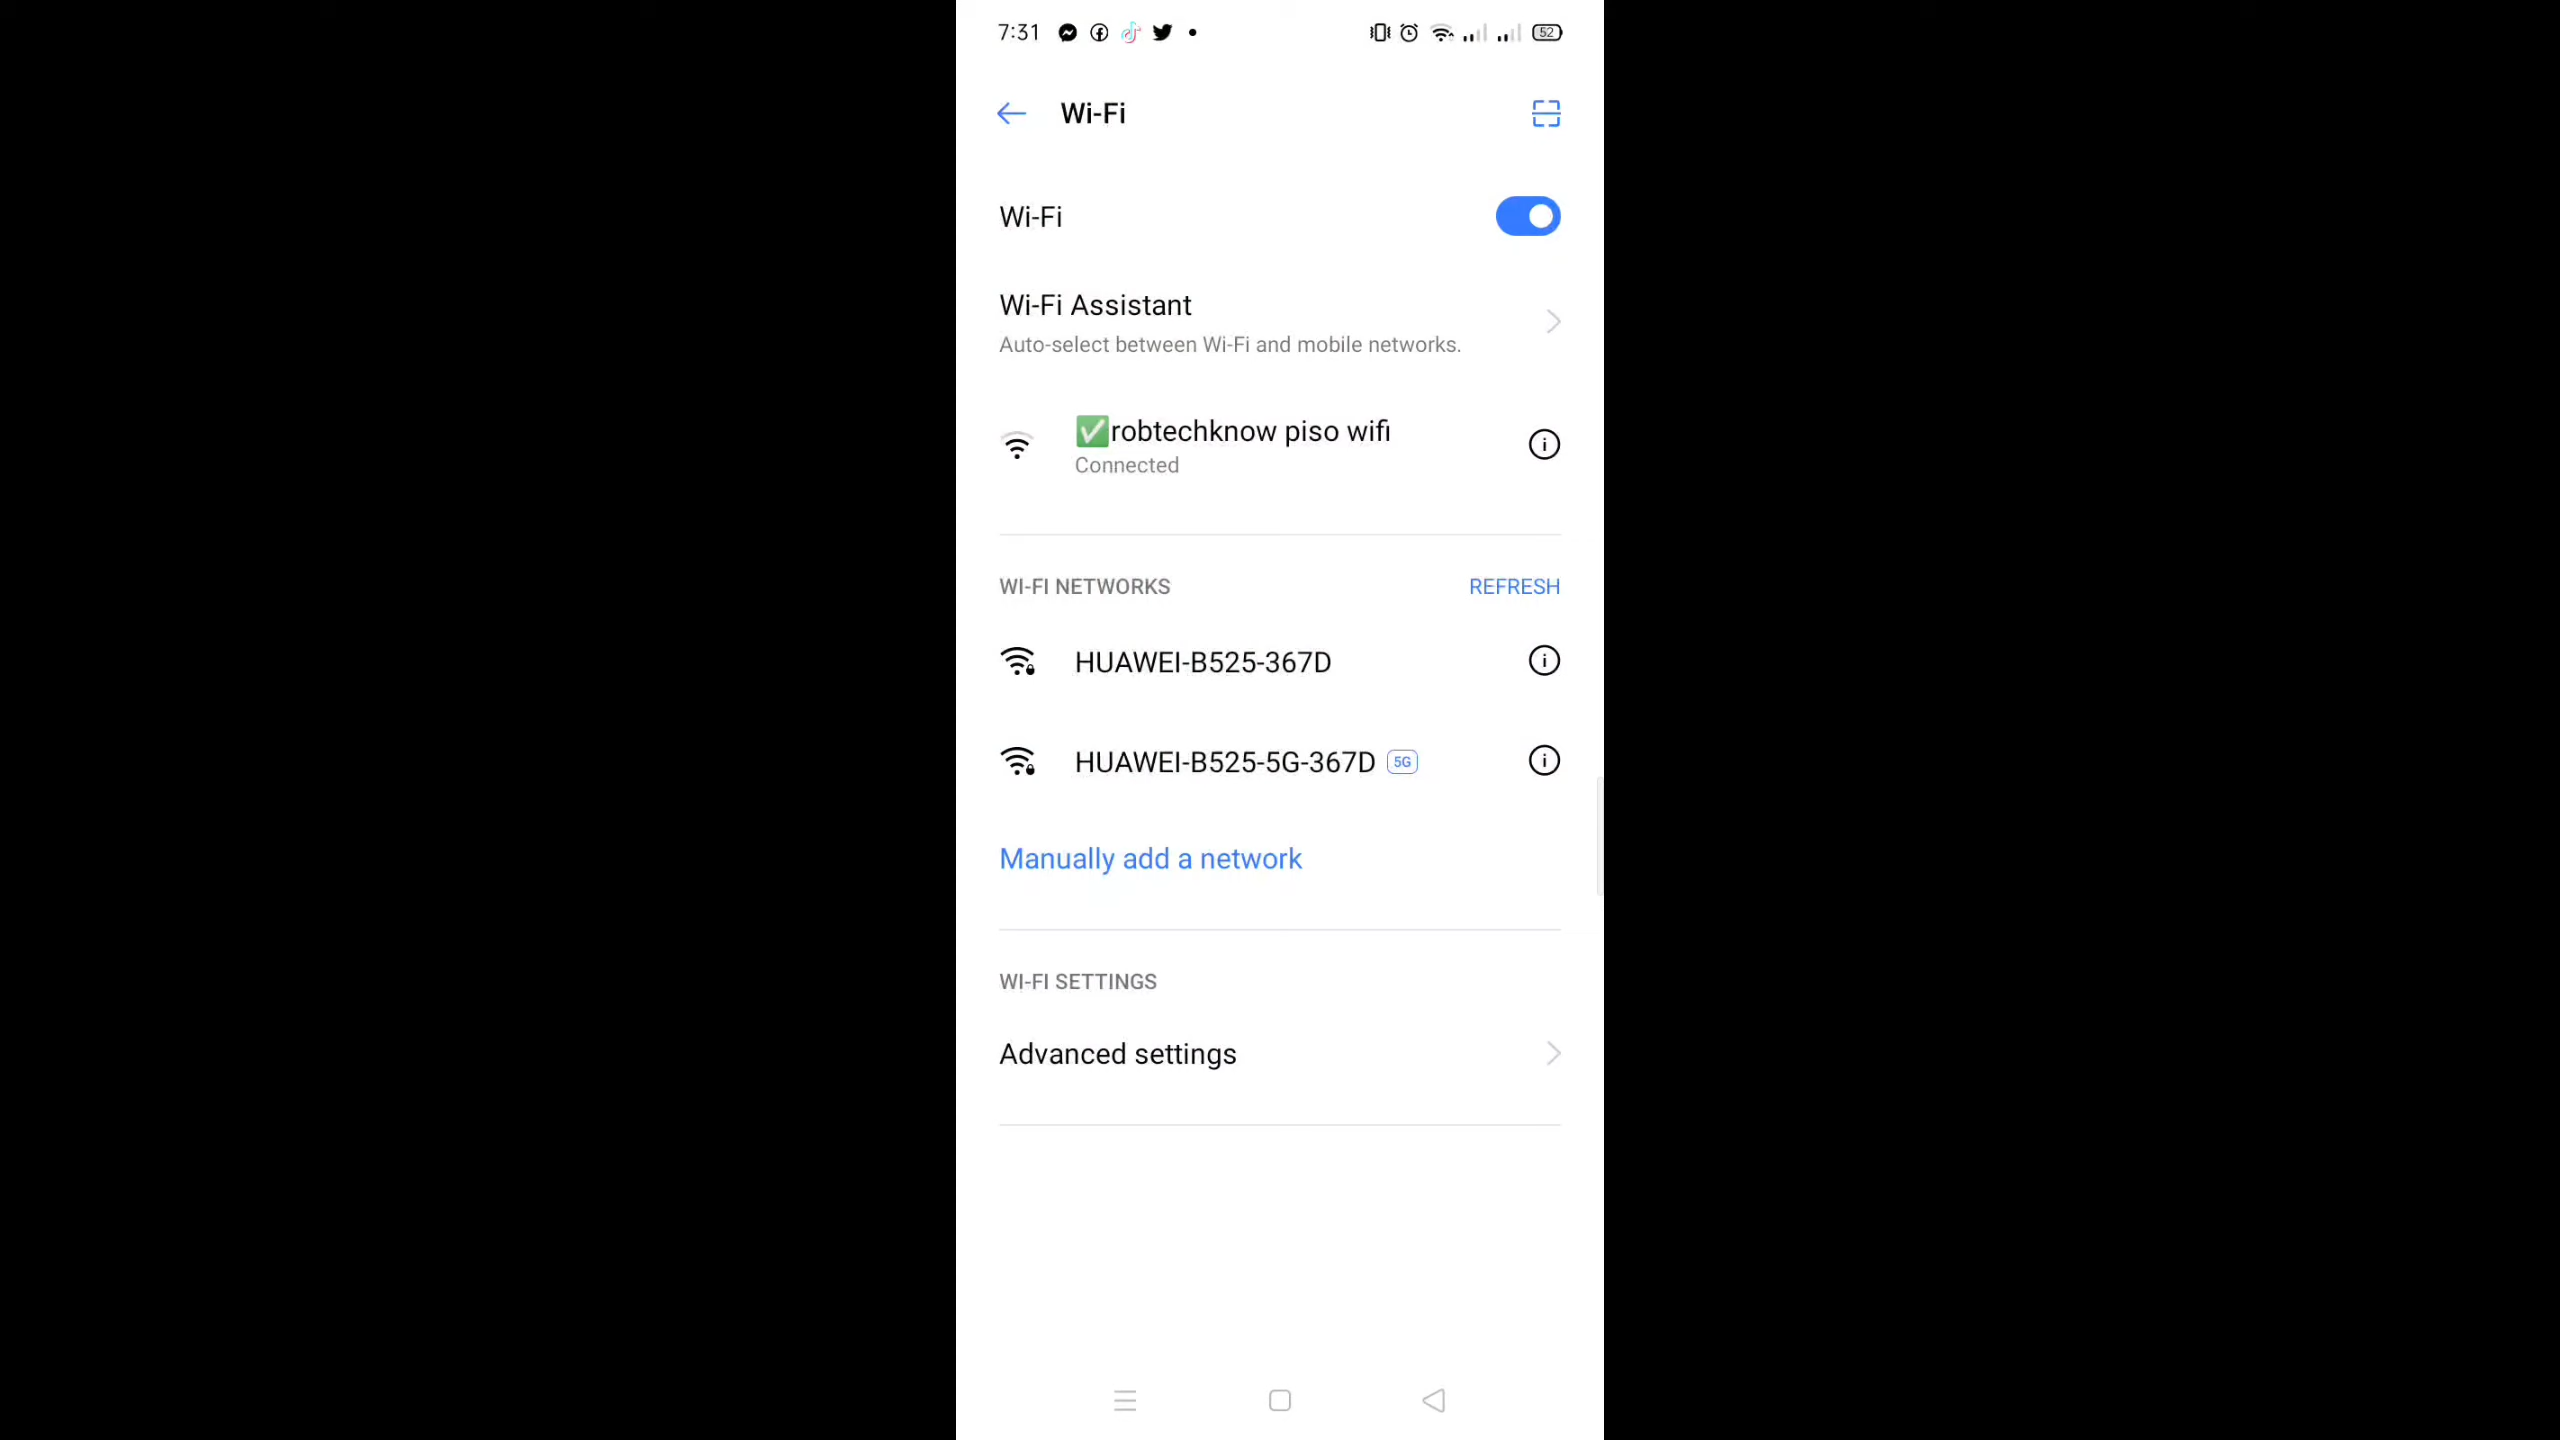 7:31
52
Wi-Fi
Wi-Fi
Wi-Fi Assistant
Auto-select between Wi-Fi and mobile networks.
✅robtechknow piso wifi
Connected
WI-FI NETWORKS REFRESH
HUAWEI-B525-367D
HUAWEI-B525-5G-367D 5G
Manually add a network
WI-FI SETTINGS
Advanced settings